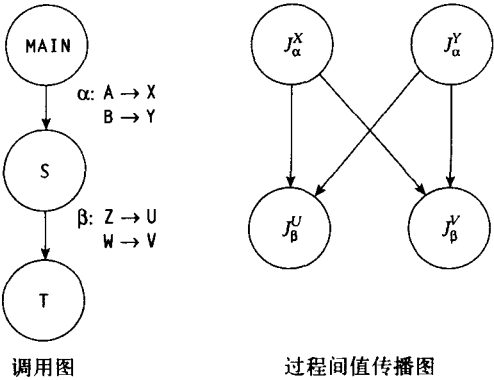 MAIN
α: A → X
B → Y
S
β: Z → U
W → V
T
调用图
J_α^X
J_α^Y
J_β^U
J_β^V
过程间值传播图